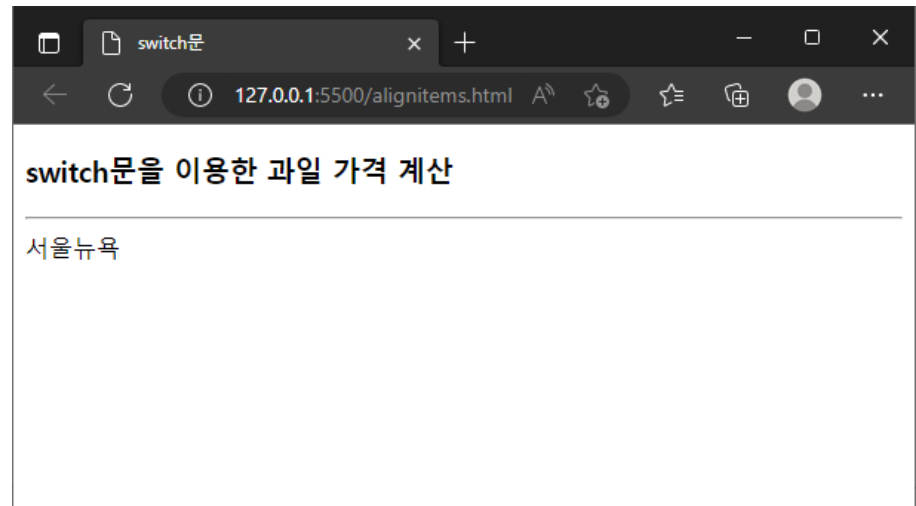 switch문
127.0.0.1:5500/alignitems.html
switch문을 이용한 과일 가격 계산
서울뉴욕